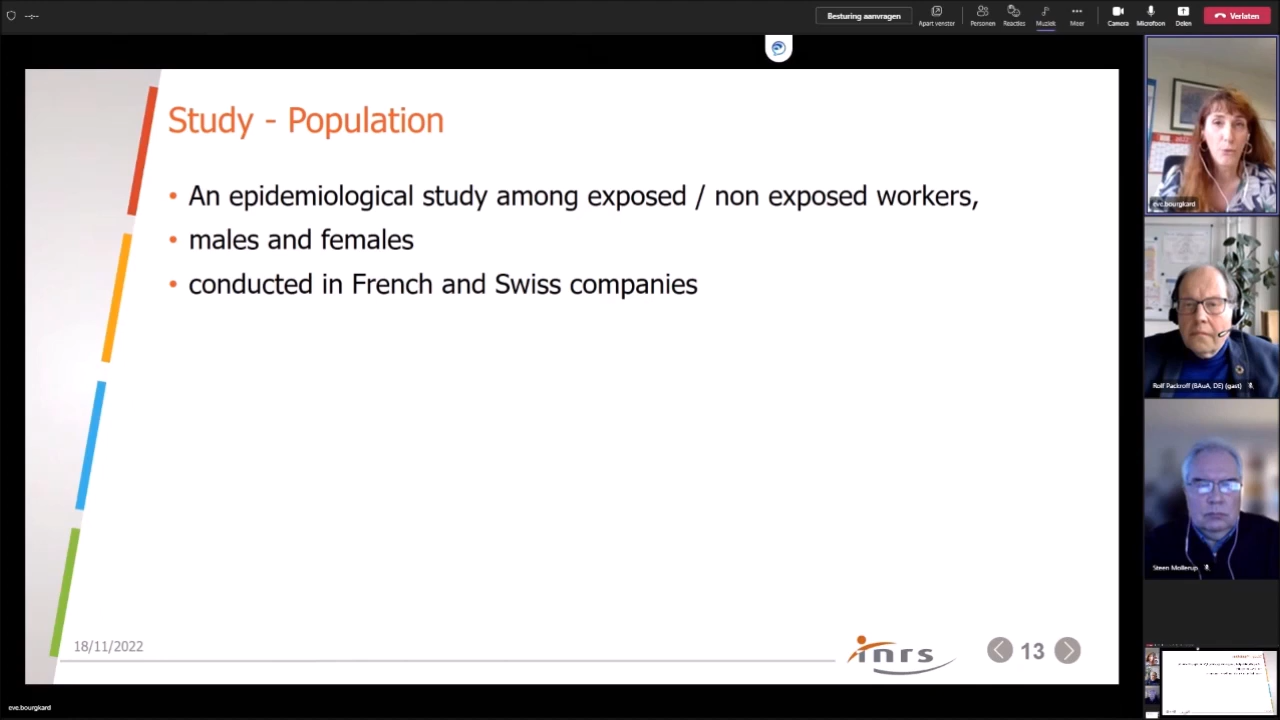 Besturing aanvragen
Apart venster
Personen
Reacties
Muziek
Meer
Camera
Microfoon
Delen
Verlaten
Study - Population
• An epidemiological study among exposed / non exposed workers,
• males and females
• conducted in French and Swiss companies
18/11/2022
inrs
13
eve.bourgkard
Rolf Packroff (BAuA, DE) (gast)
Steen Mollerup
eve.bourgkard